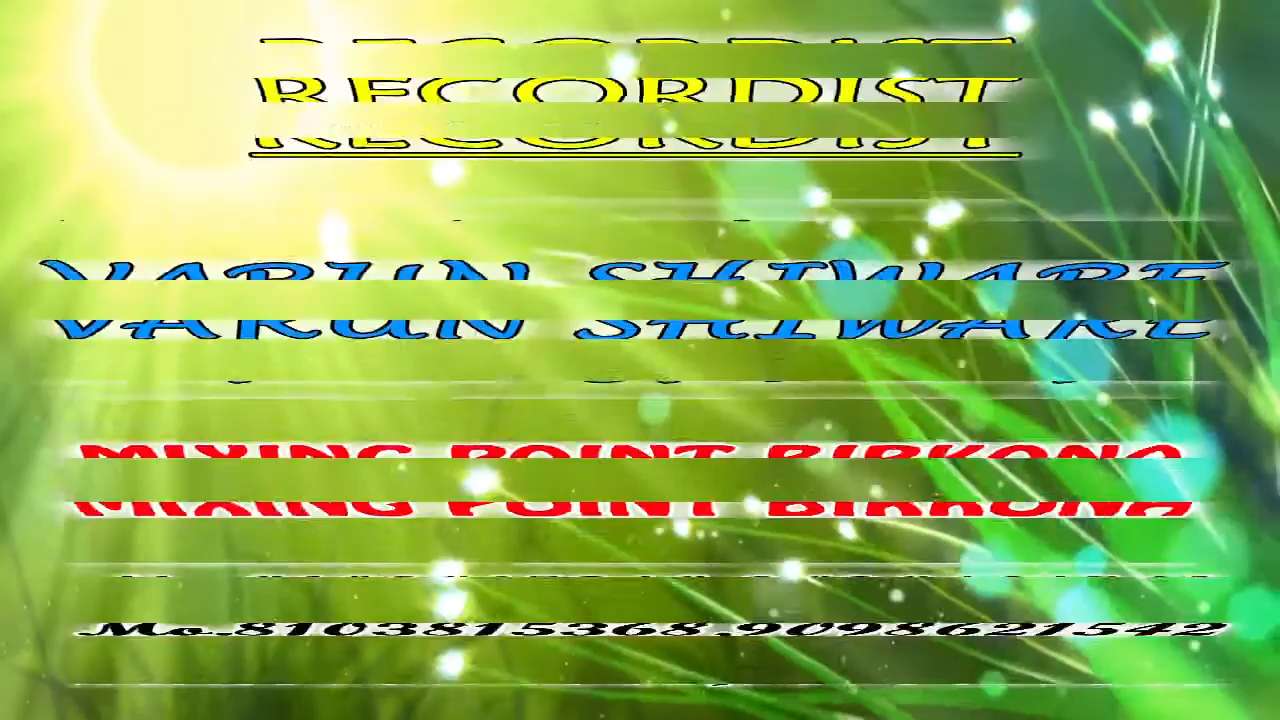 RECORDIST
VARUN SHIWARE
MIXING POINT BIRKONA
Mo.8103815368,9098621542